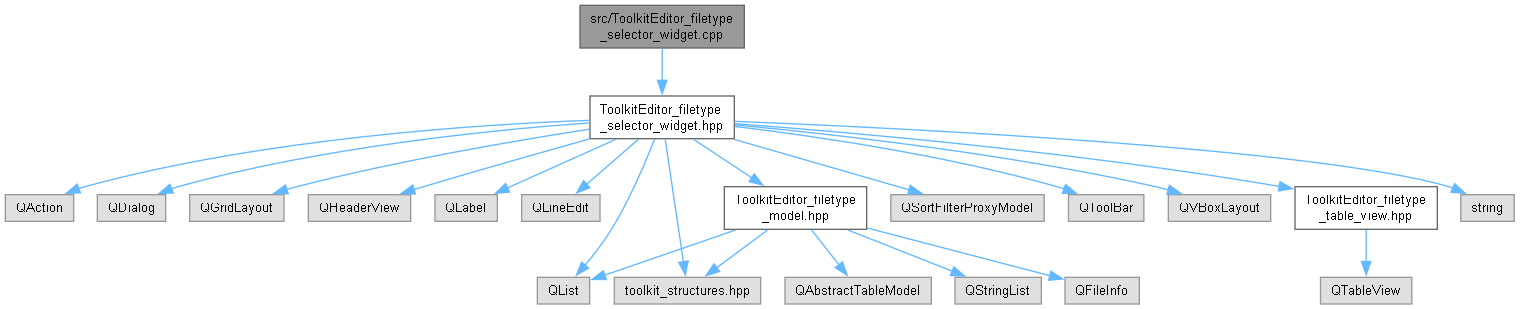 src/ToolkitEditor_filetype
_selector_widget.cpp
ToolkitEditor_filetype
_selector_widget.hpp
QAction
QDialog
QGridLayout
QHeaderView
QLabel
QLineEdit
ToolkitEditor_filetype
_model.hpp
QSortFilterProxyModel
QToolBar
QVBoxLayout
ToolkitEditor_filetype
_table_view.hpp
string
QList
toolkit_structures.hpp
QAbstractTableModel
QStringList
QFileInfo
QTableView